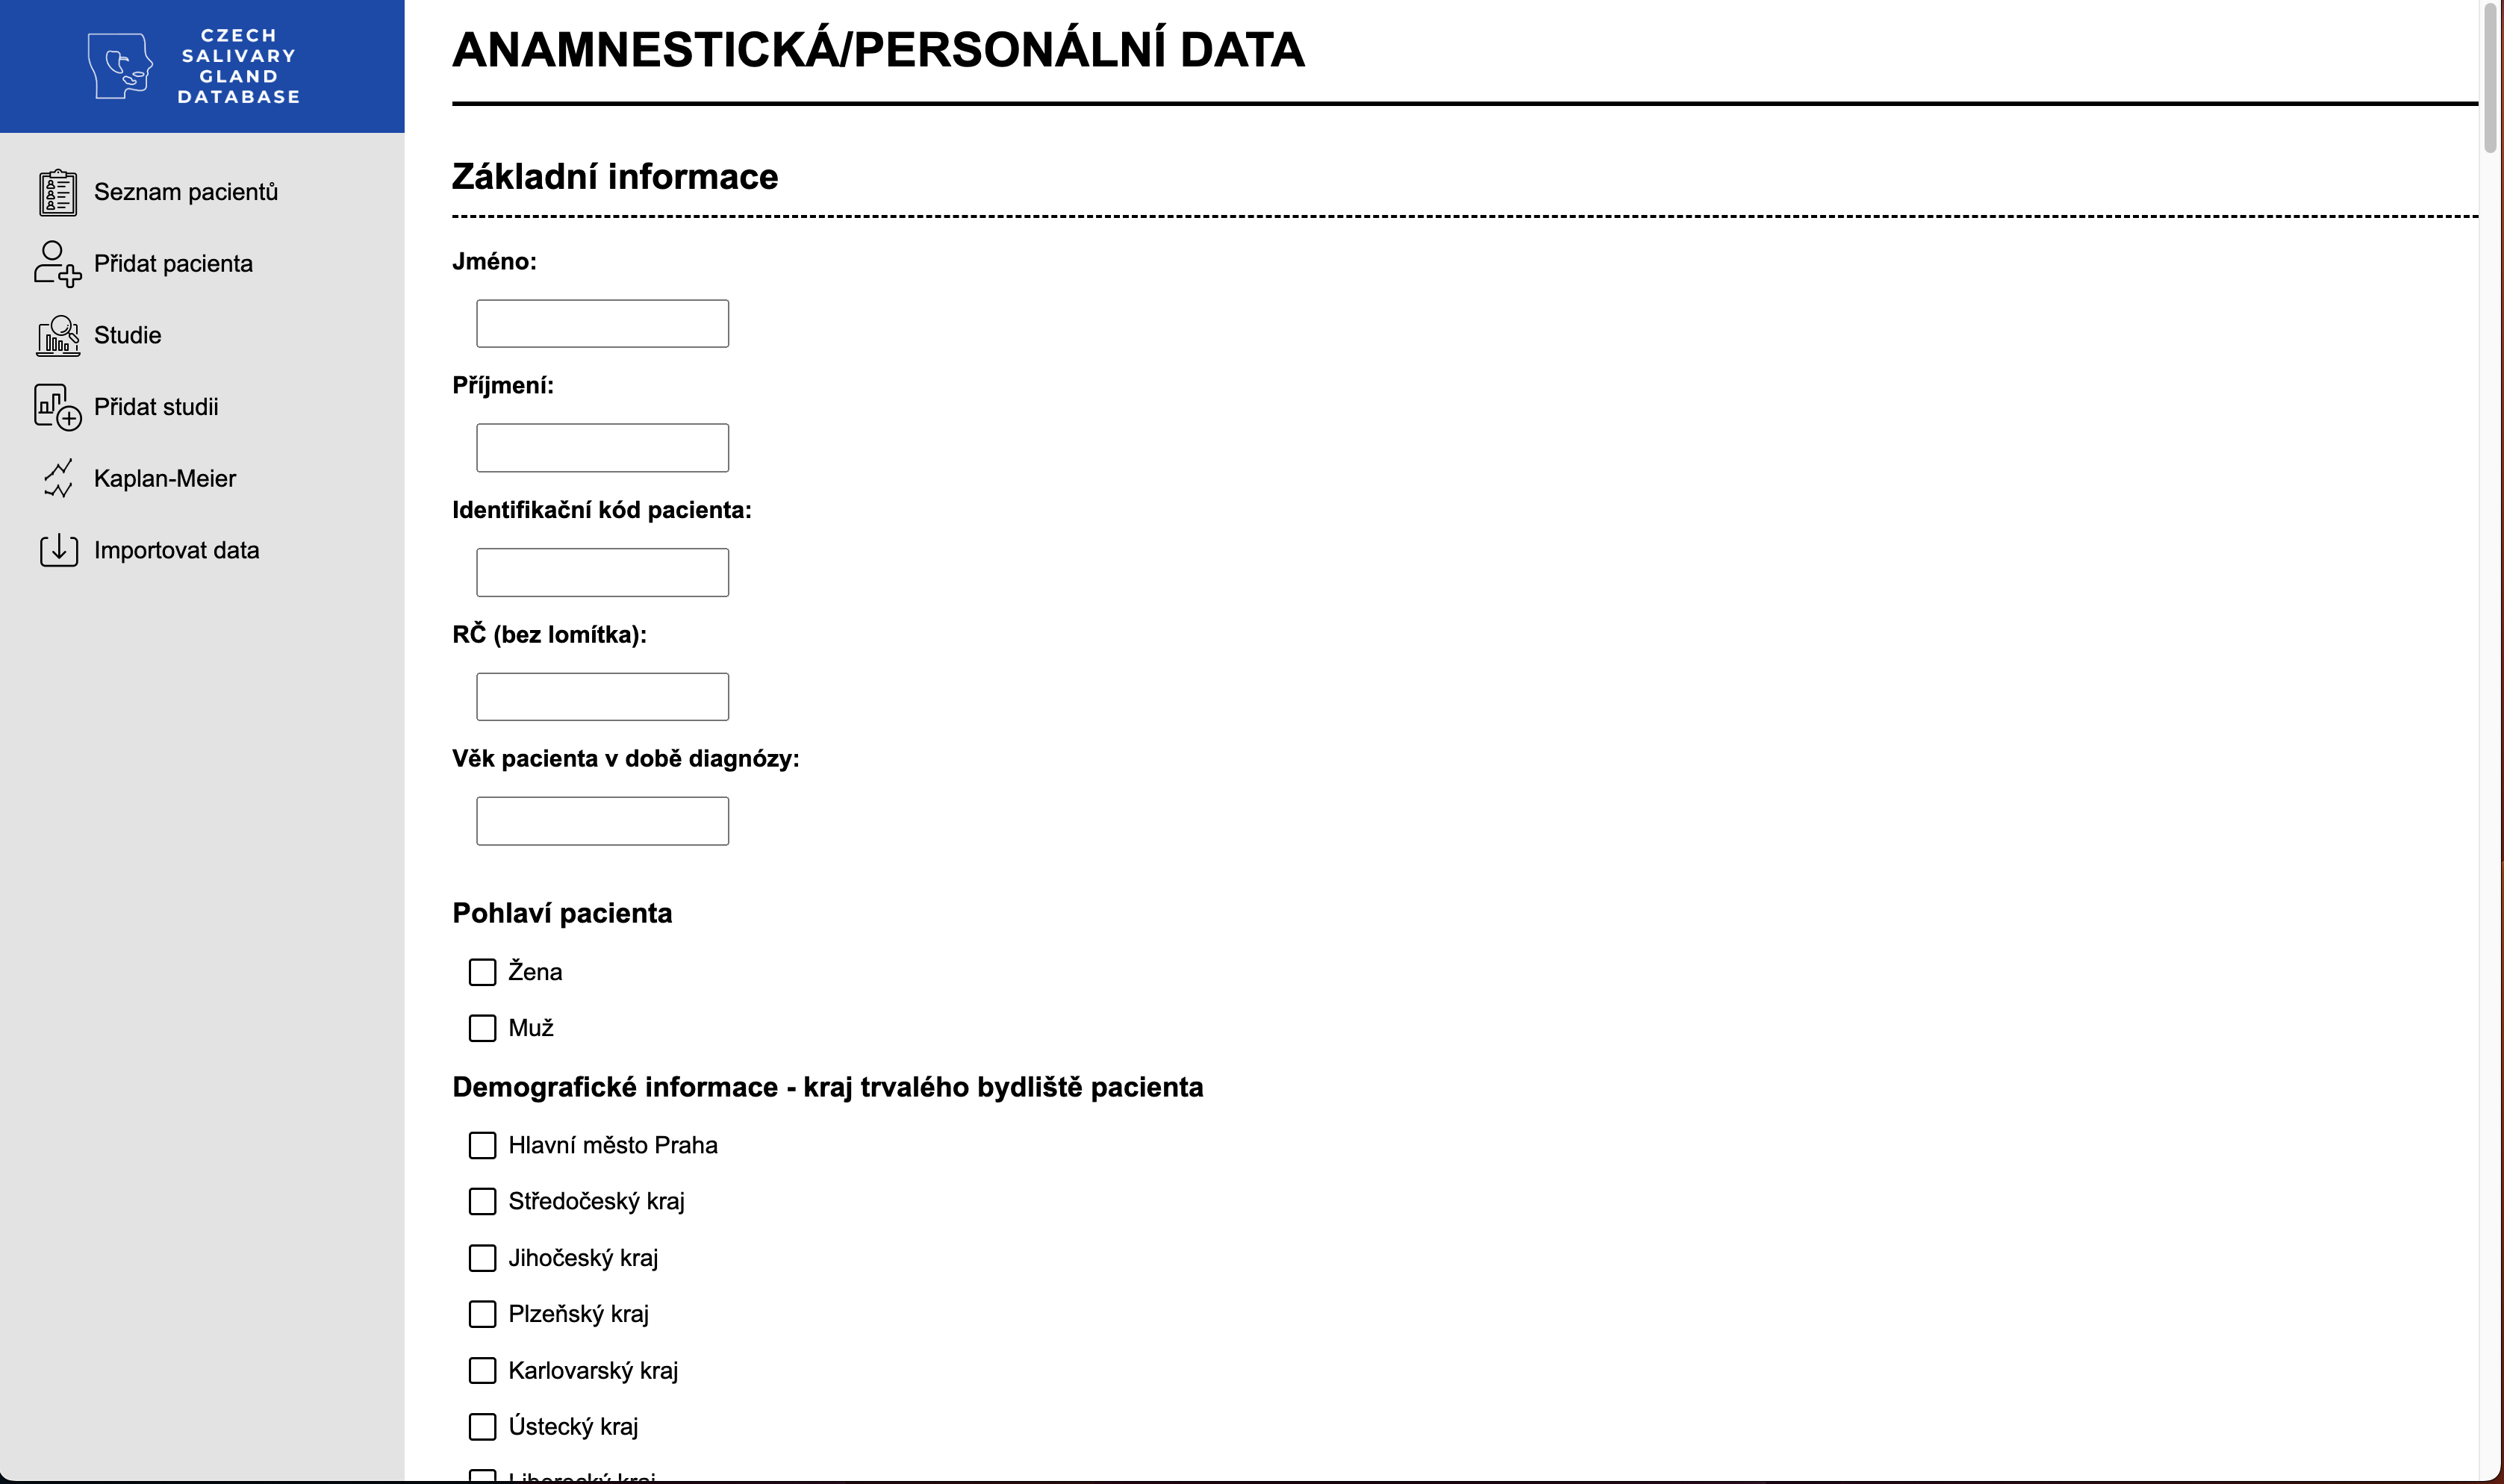 CZECH
SALIVARY
GLAND
DATABASE
Seznam pacientů
Přidat pacienta
Studie
Přidat studii
Kaplan-Meier
Importovat data
ANAMNESTICKÁ/PERSONÁLNÍ DATA
Základní informace
Jméno:
Příjmení:
Identifikační kód pacienta:
RČ (bez lomítka):
Věk pacienta v době diagnózy:
Pohlaví pacienta
Žena
Muž
Demografické informace - kraj trvalého bydliště pacienta
Hlavní město Praha
Středočeský kraj
Jihočeský kraj
Plzeňský kraj
Karlovarský kraj
Ústecký kraj
Liberecký kraj